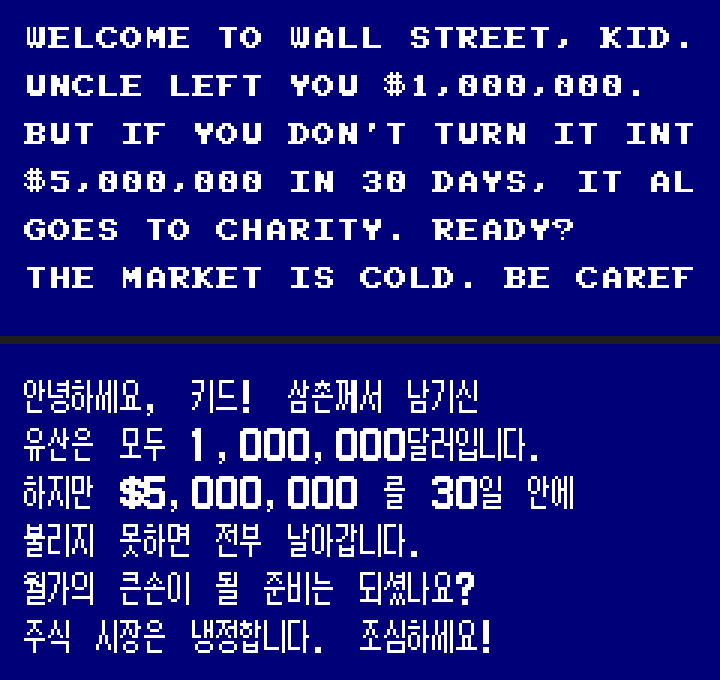 WELCOME TO WALL STREET, KID.
UNCLE LEFT YOU $1,000,000.
BUT IF YOU DON'T TURN IT INT
$5,000,000 IN 30 DAYS, IT AL
GOES TO CHARITY. READY?
THE MARKET IS COLD. BE CAREF
안녕하세요, 키드! 삼촌께서 남기신
유산은 모두 1,000,000달러입니다.
하지만 $5,000,000 를 30일 안에
불리지 못하면 전부 날아갑니다.
월가의 큰손이 될 준비는 되셨나요?
주식 시장은 냉정합니다. 조심하세요!